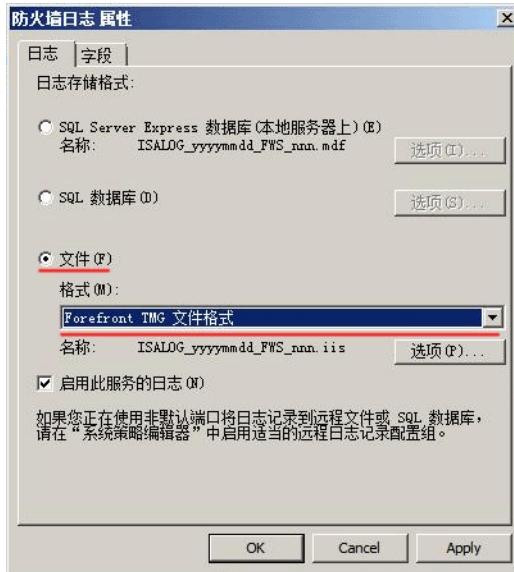 防火墙日志 属性
日志 字段
日志存储格式:
SQL Server Express 数据库(本地服务器上)(E)
名称: ISALOG_yyyymmdd_FWS_nnn.mdf
选项(I)...
SQL 数据库(D)
选项(S)...
文件(F)
格式(M):
Forefront TMG 文件格式
名称: ISALOG_yyyymmdd_FWS_nnn.iis
选项(P)...
启用此服务的日志(N)
如果您正在使用非默认端口将日志记录到远程文件或 SQL 数据库，
请在“系统策略编辑器”中启用适当的远程日志记录配置组。
OK Cancel Apply